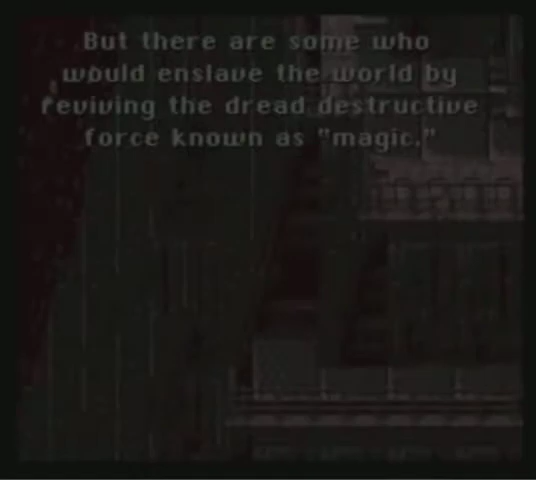 But there are some who
would enslave the world by
reviving the dread destructive
force known as "magic."